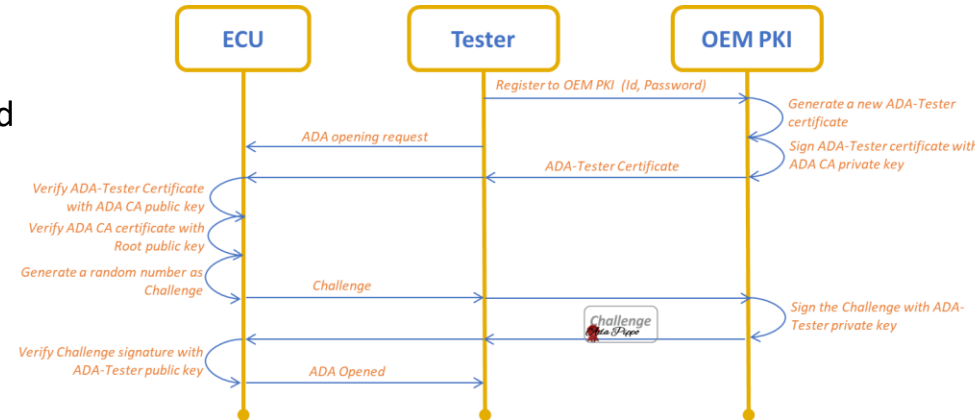 ECU
Tester
OEM PKI
d
Register to OEM PKI (Id, Password)
Generate a new ADA-Tester
certificate
ADA opening request
Sign ADA-Tester certificate with
ADA CA private key
ADA-Tester Certificate
Verify ADA-Tester Certificate
with ADA CA public key
Verify ADA CA certificate with
Root public key
Generate a random number as
Challenge
Challenge
Sign the Challenge with ADA-
Tester private key
Challenge
Pippo
Verify Challenge signature with
ADA-Tester public key
ADA Opened